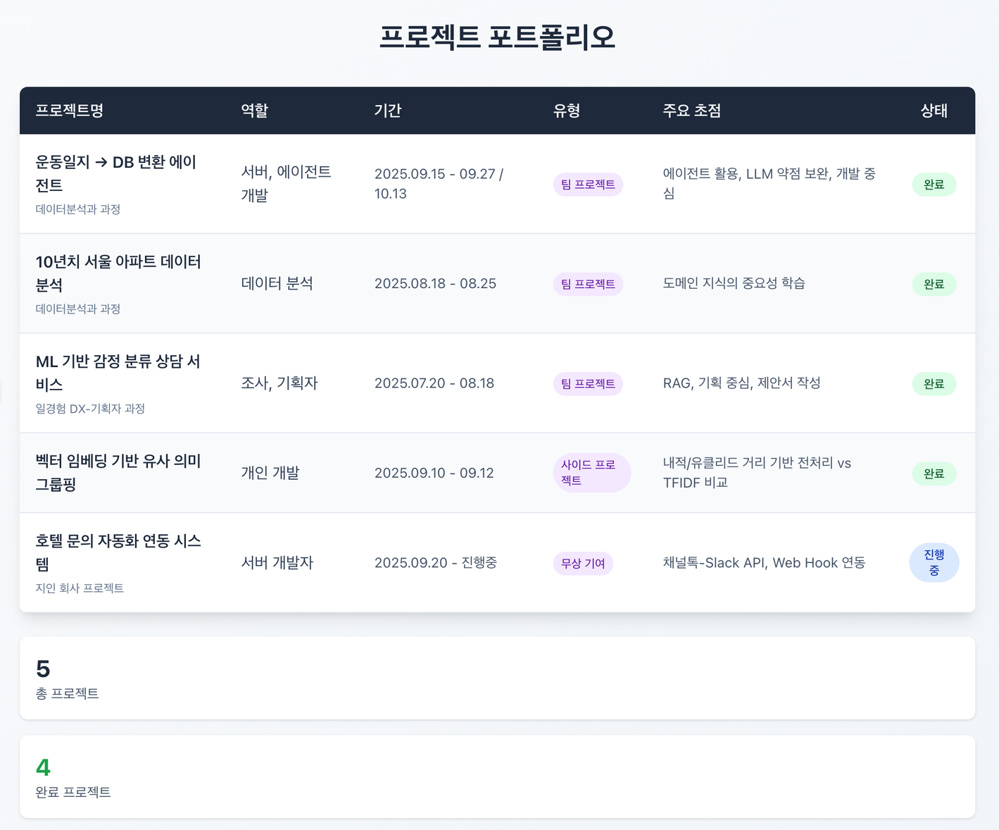 프로젝트 포트폴리오
프로젝트명 역할 기간 유형 주요 초점 상태
운동일지 → DB 변환 에이
전트
데이터분석과 과정
서버, 에이전트
개발
2025.09.15 - 09.27 /
10.13
팀 프로젝트
에이전트 활용, LLM 약점 보완, 개발 중
심
완료
10년치 서울 아파트 데이터
분석
데이터분석과 과정
데이터 분석
2025.08.18 - 08.25
팀 프로젝트
도메인 지식의 중요성 학습
완료
ML 기반 감정 분류 상담 서
비스
일경험 DX-기획자 과정
조사, 기획자
2025.07.20 - 08.18
팀 프로젝트
RAG, 기획 중심, 제안서 작성
완료
벡터 임베딩 기반 유사 의미
그룹핑
개인 개발
2025.09.10 - 09.12
사이드 프로
젝트
내적/유클리드 거리 기반 전처리 vs
TFIDF 비교
완료
호텔 문의 자동화 연동 시스
템
지인 회사 프로젝트
서버 개발자
2025.09.20 - 진행중
무상 기여
채널톡-Slack API, Web Hook 연동
진행
중
5
총 프로젝트
4
완료 프로젝트